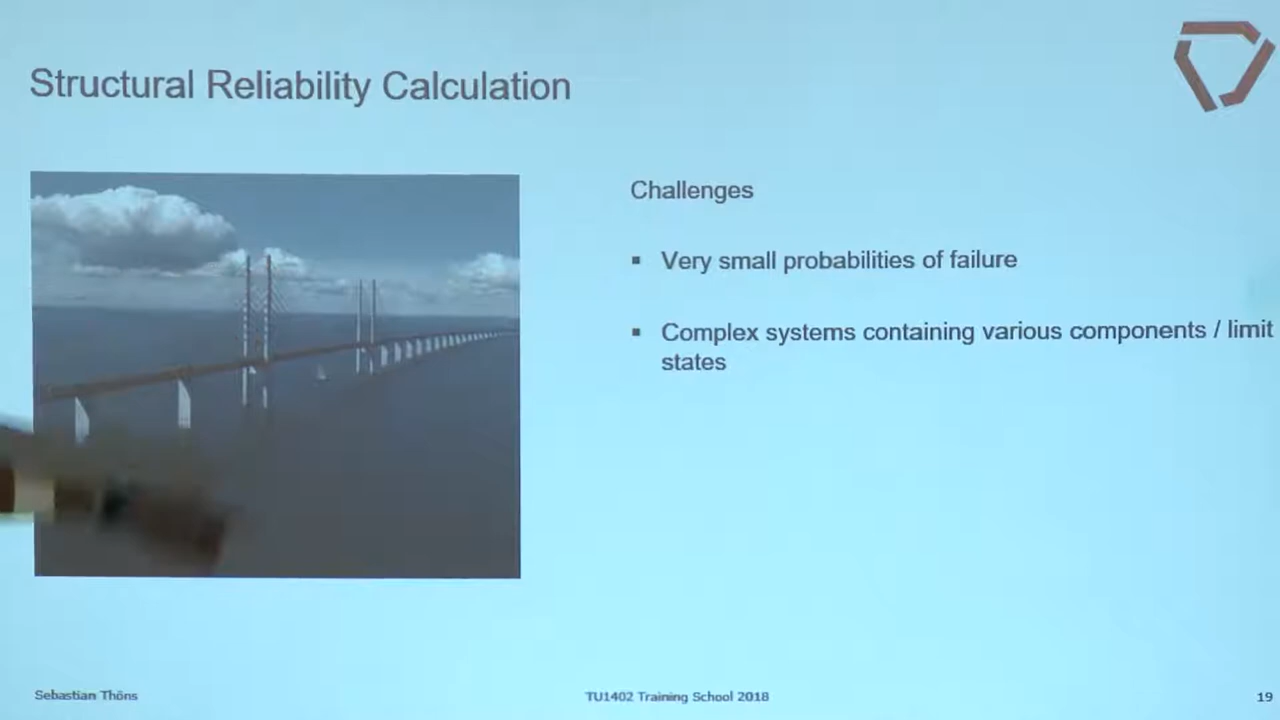 Structural Reliability Calculation
Challenges
▪ Very small probabilities of failure
▪ Complex systems containing various components / limit
states
Sebastian Thöns
TU1402 Training School 2018
19